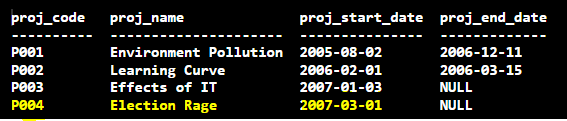 proj_code proj_name proj_start_date proj_end_date
---------- --------------------- --------------- -------------
P001 Environment Pollution 2005-08-02 2006-12-11
P002 Learning Curve 2006-02-01 2006-03-15
P003 Effects of IT 2007-01-03 NULL
P004 Election Rage 2007-03-01 NULL